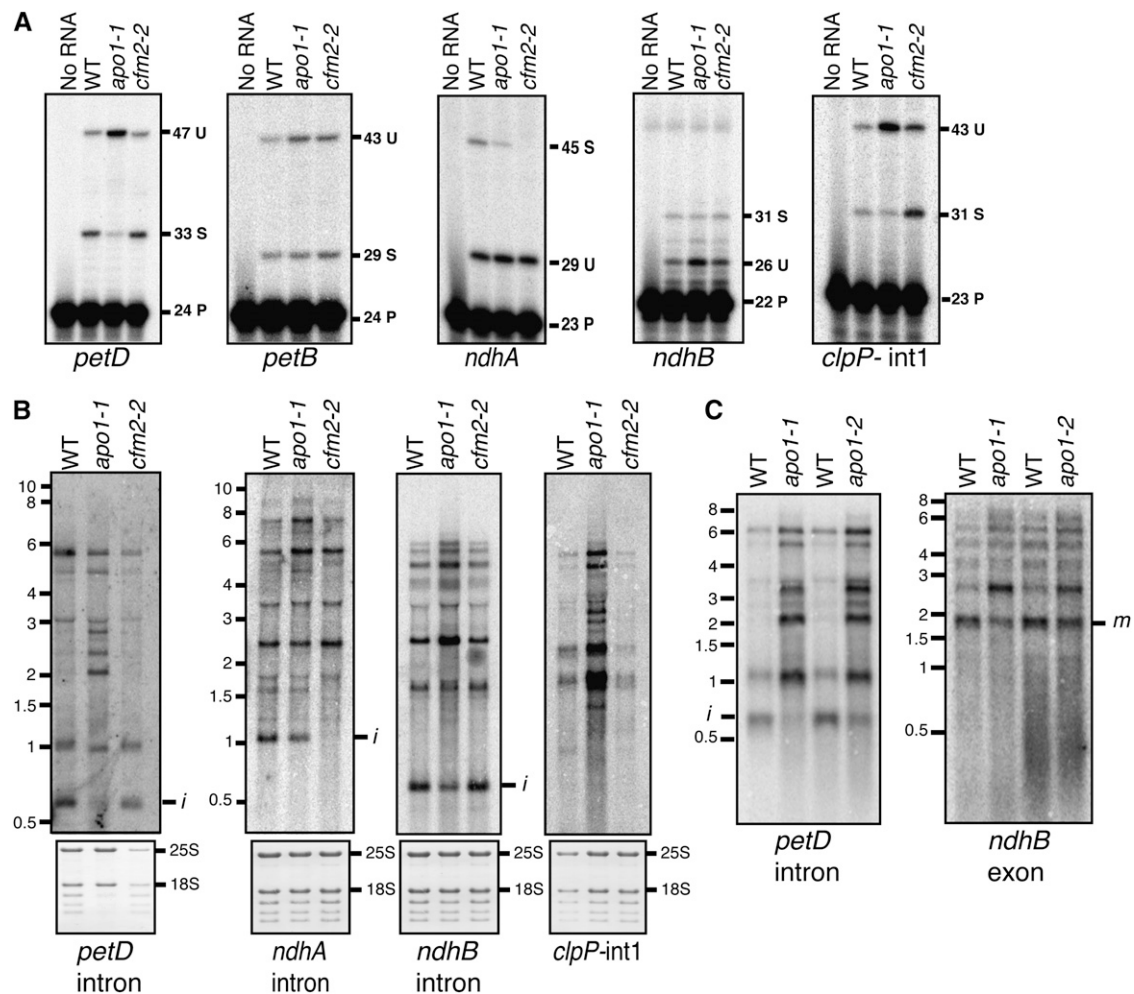 A
No RNA WT apo1-1 cfm2-2
No RNA WT apo1-1 cfm2-2
No RNA WT apo1-1 cfm2-2
No RNA WT apo1-1 cfm2-2
No RNA WT apo1-1 cfm2-2
47 U
33 S
24 P
petD
43 U
29 S
24 P
petB
45 S
29 U
23 P
ndhA
31 S
26 U
22 P
ndhB
43 U
31 S
23 P
clpP- int1
B
WT apo1-1 cfm2-2
WT apo1-1 cfm2-2
WT apo1-1 cfm2-2
WT apo1-1 cfm2-2
10
8
6
4
3
2
1.5
1
0.5
i
25S
18S
petD
intron
10
8
6
4
3
2
1.5
1
0.5
i
25S
18S
ndhA
intron
i
25S
18S
ndhB
intron
25S
18S
clpP-int1
C
WT apo1-1 WT apo1-2
WT apo1-1 WT apo1-2
8
6
4
3
2
1.5
1
i
0.5
petD
intron
8
6
4
3
2
1.5
1
0.5
m
ndhB
exon